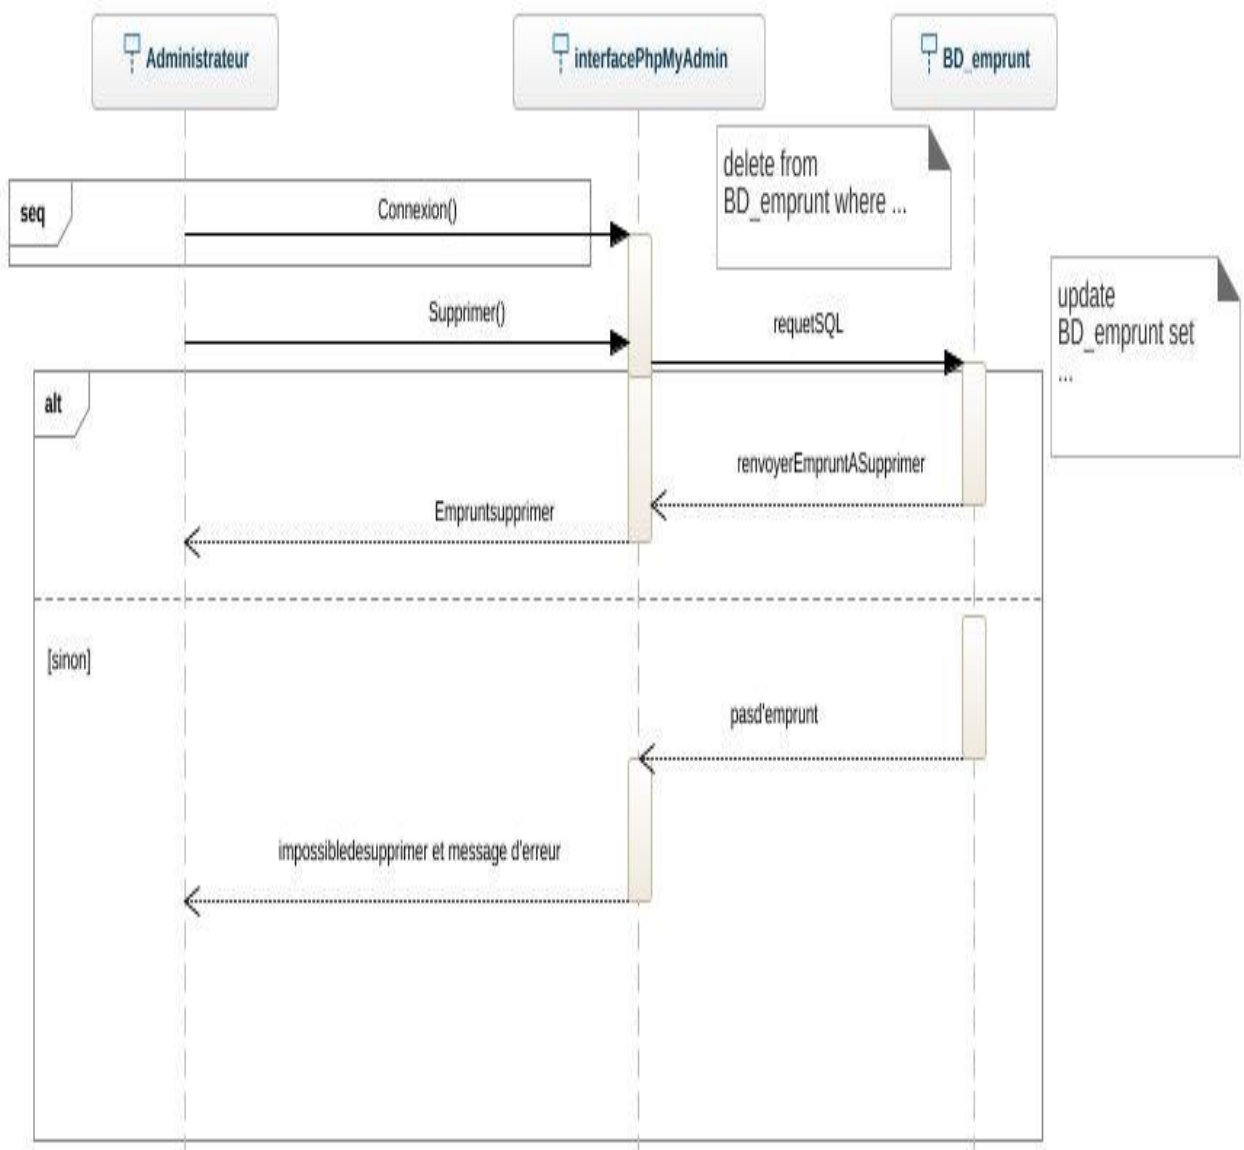 Administrateur
interfacePhpMyAdmin
BD_emprunt
delete from
BD_emprunt where ...
seq
Connexion()
update
BD_emprunt set
...
Supprimer()
requetSQL
alt
renvoyerEmpruntASupprimer
Empruntsupprimer
[sinon]
pasd'emprunt
impossibledesupprimer et message d'erreur